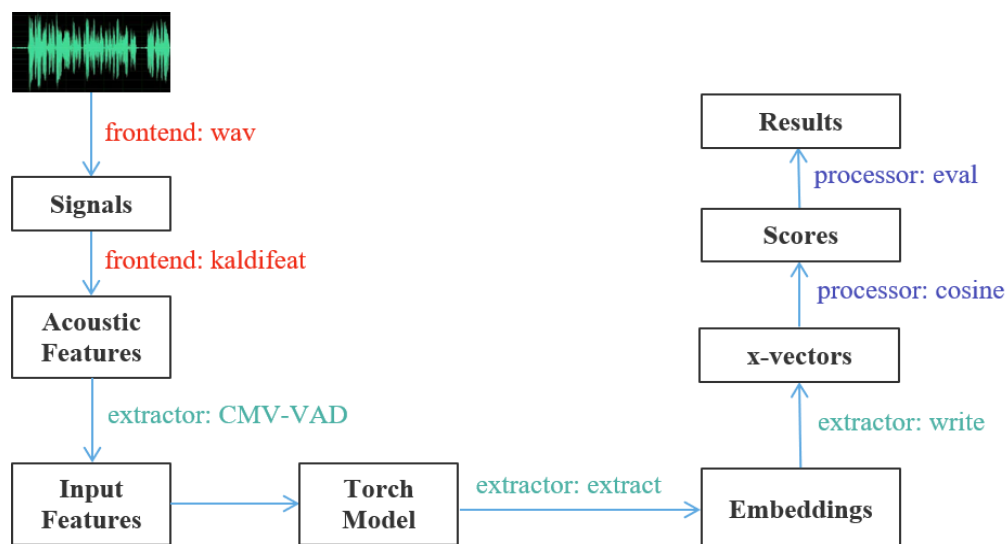 frontend: wav
Signals
frontend: kaldifeat
Acoustic
Features
extractor: CMV-VAD
Input
Features
Torch
Model
extractor: extract
Embeddings
extractor: write
x-vectors
processor: cosine
Scores
processor: eval
Results